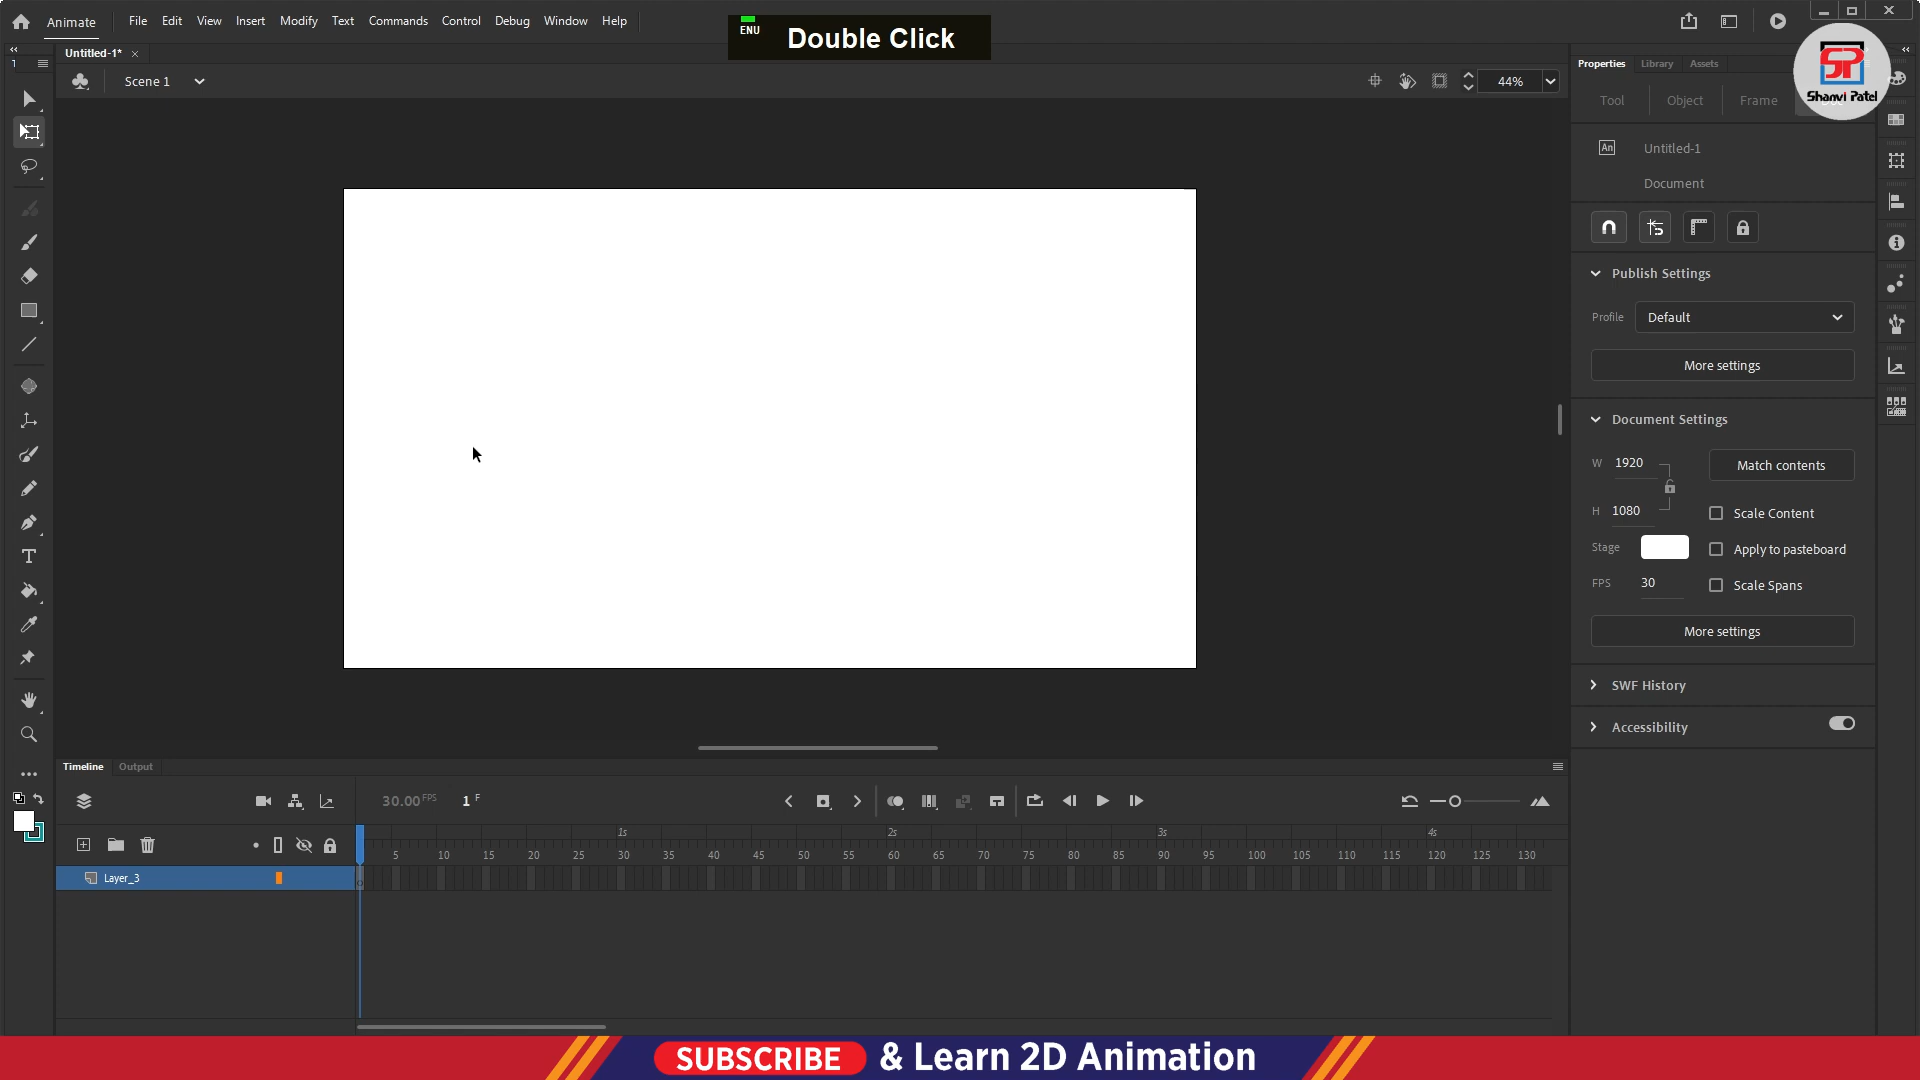 Animate
File Edit View Insert Modify Text Commands Control Debug Window Help
ENU
Double Click
Untitled-1*
Scene 1
44%
Properties Library Assets
SP
Shanvi Patel
Tool Object Frame
Untitled-1
Document
Publish Settings
Profile Default
More settings
Document Settings
W 1920
Match contents
H 1080
Scale Content
Stage
Apply to pasteboard
FPS 30
Scale Spans
More settings
SWF History
Accessibility
Timeline Output
30.00 FPS 1 F
1s 2s 3s 4s
5 10 15 20 25 30 35 40 45 50 55 60 65 70 75 80 85 90 95 100 105 110 115 120 125 130
Layer_3
SUBSCRIBE & Learn 2D Animation